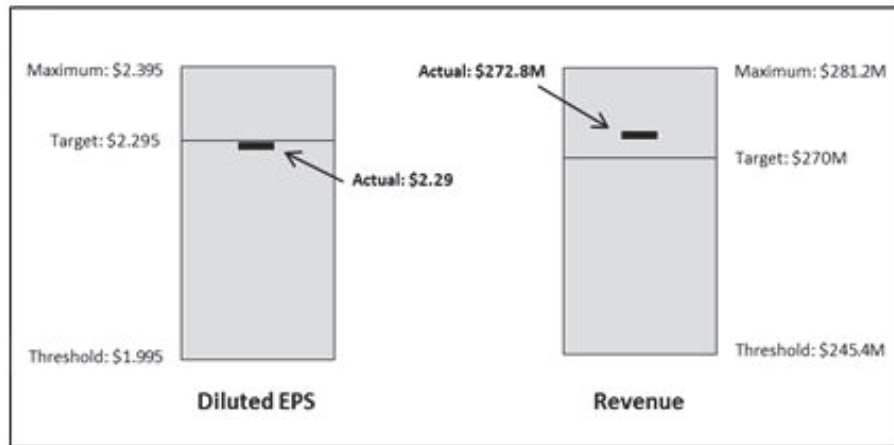 Maximum: $2.395
Target: $2.295
Actual: $2.29
Threshold: $1.995
Diluted EPS
Actual: $272.8M
Maximum: $281.2M
Target: $270M
Threshold: $245.4M
Revenue